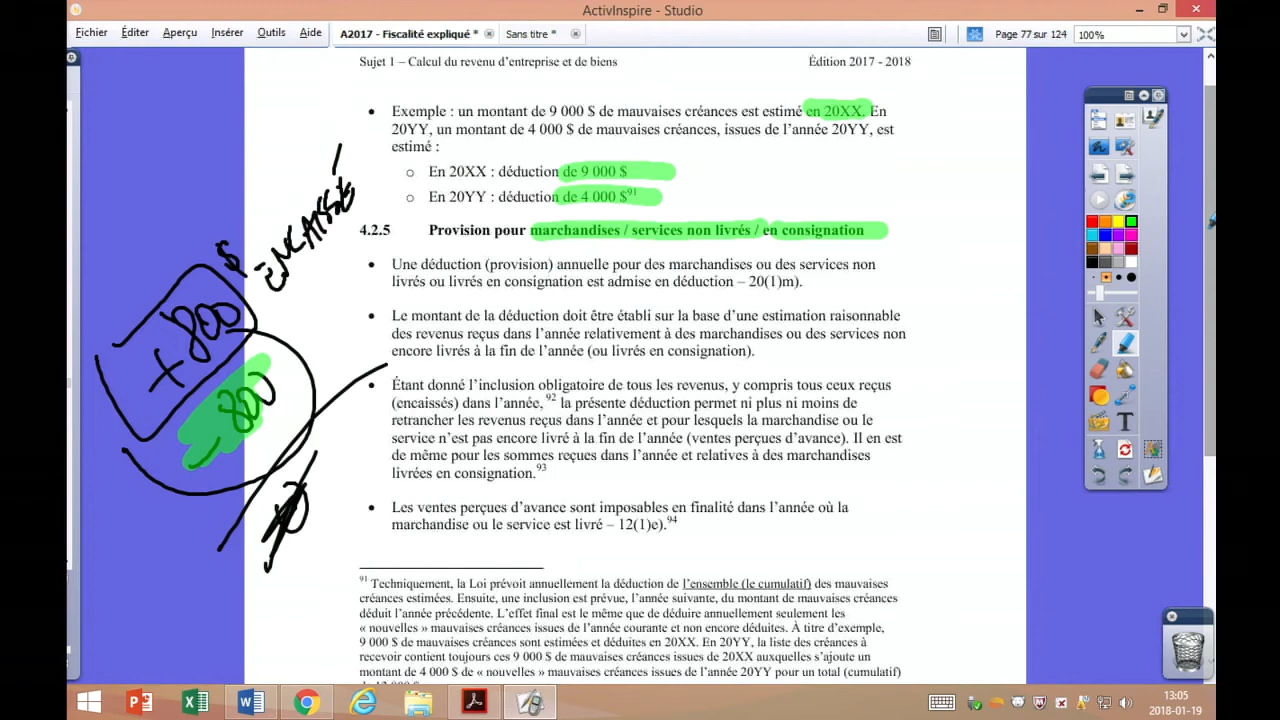 ActivInspire - Studio
Fichier Éditer Aperçu Insérer Outils Aide A2017 - Fiscalité expliqué * Sans titre * Page 77 sur 124 100%
Sujet 1 – Calcul du revenu d’entreprise et de biens Édition 2017 - 2018
• Exemple : un montant de 9 000 $ de mauvaises créances est estimé en 20XX. En
20YY, un montant de 4 000 $ de mauvaises créances, issues de l’année 20YY, est
estimé :
o En 20XX : déduction de 9 000 $
o En 20YY : déduction de 4 000 $91
4.2.5 Provision pour marchandises / services non livrés / en consignation
• Une déduction (provision) annuelle pour des marchandises ou des services non
livrés ou livrés en consignation est admise en déduction – 20(1)m).
• Le montant de la déduction doit être établi sur la base d’une estimation raisonnable
des revenus reçus dans l’année relativement à des marchandises ou des services non
encore livrés à la fin de l’année (ou livrés en consignation).
• Étant donné l’inclusion obligatoire de tous les revenus, y compris tous ceux reçus
(encaissés) dans l’année,92 la présente déduction permet ni plus ni moins de
retrancher les revenus reçus dans l’année et pour lesquels la marchandise ou le
service n’est pas encore livré à la fin de l’année (ventes perçues d’avance). Il en est
de même pour les sommes reçues dans l’année et relatives à des marchandises
livrées en consignation.93
• Les ventes perçues d’avance sont imposables en finalité dans l’année où la
marchandise ou le service est livré – 12(1)e).94
91 Techniquement, la Loi prévoit annuellement la déduction de l’ensemble (le cumulatif) des mauvaises
créances estimées. Ensuite, une inclusion est prévue, l’année suivante, du montant de mauvaises créances
déduit l’année précédente. L’effet final est le même que de déduire annuellement seulement les
« nouvelles » mauvaises créances issues de l’année courante et non encore déduites. À titre d’exemple,
9 000 $ de mauvaises créances sont estimées et déduites en 20XX. En 20YY, la liste des créances à
recevoir contient toujours ces 9 000 $ de mauvaises créances issues de 20XX auxquelles s’ajoute un
montant de 4 000 $ de « nouvelles » mauvaises créances issues de l’année 20YY pour un total (cumulatif)
+800 $ ENCAISSÉ
- 800
13:05
2018-01-19